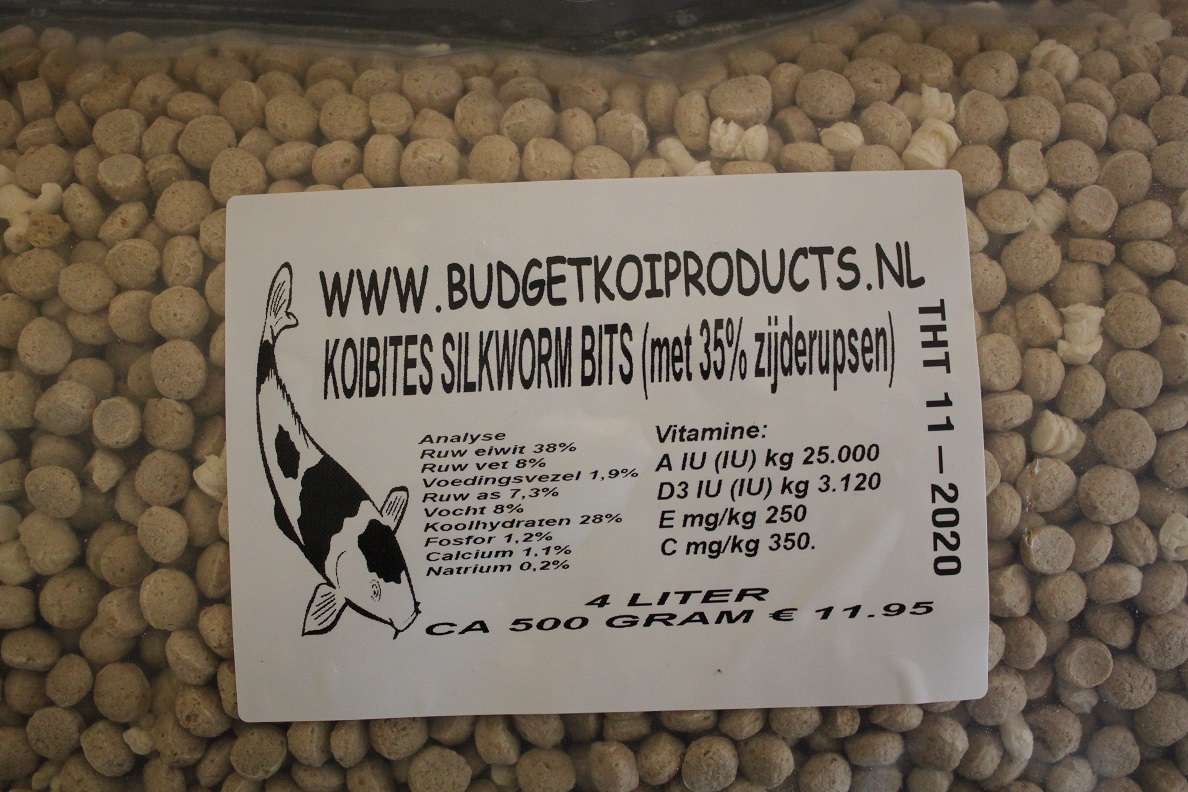 WWW.BUDGETKOIPRODUCTS.NL
KOIBITES SILKWORM BITS (met 35% zijderupsen)
Analyse
Ruw eiwit 38%
Ruw vet 8%
Voedingsvezel 1,9%
Ruw as 7,3%
Vocht 8%
Koolhydraten 28%
Fosfor 1,2%
Calcium 1,1%
Natrium 0,2%
Vitamine:
A IU (IU) kg 25.000
D3 IU (IU) kg 3.120
E mg/kg 250
C mg/kg 350.
4 LITER
CA 500 GRAM € 11.95
THT 11-2020